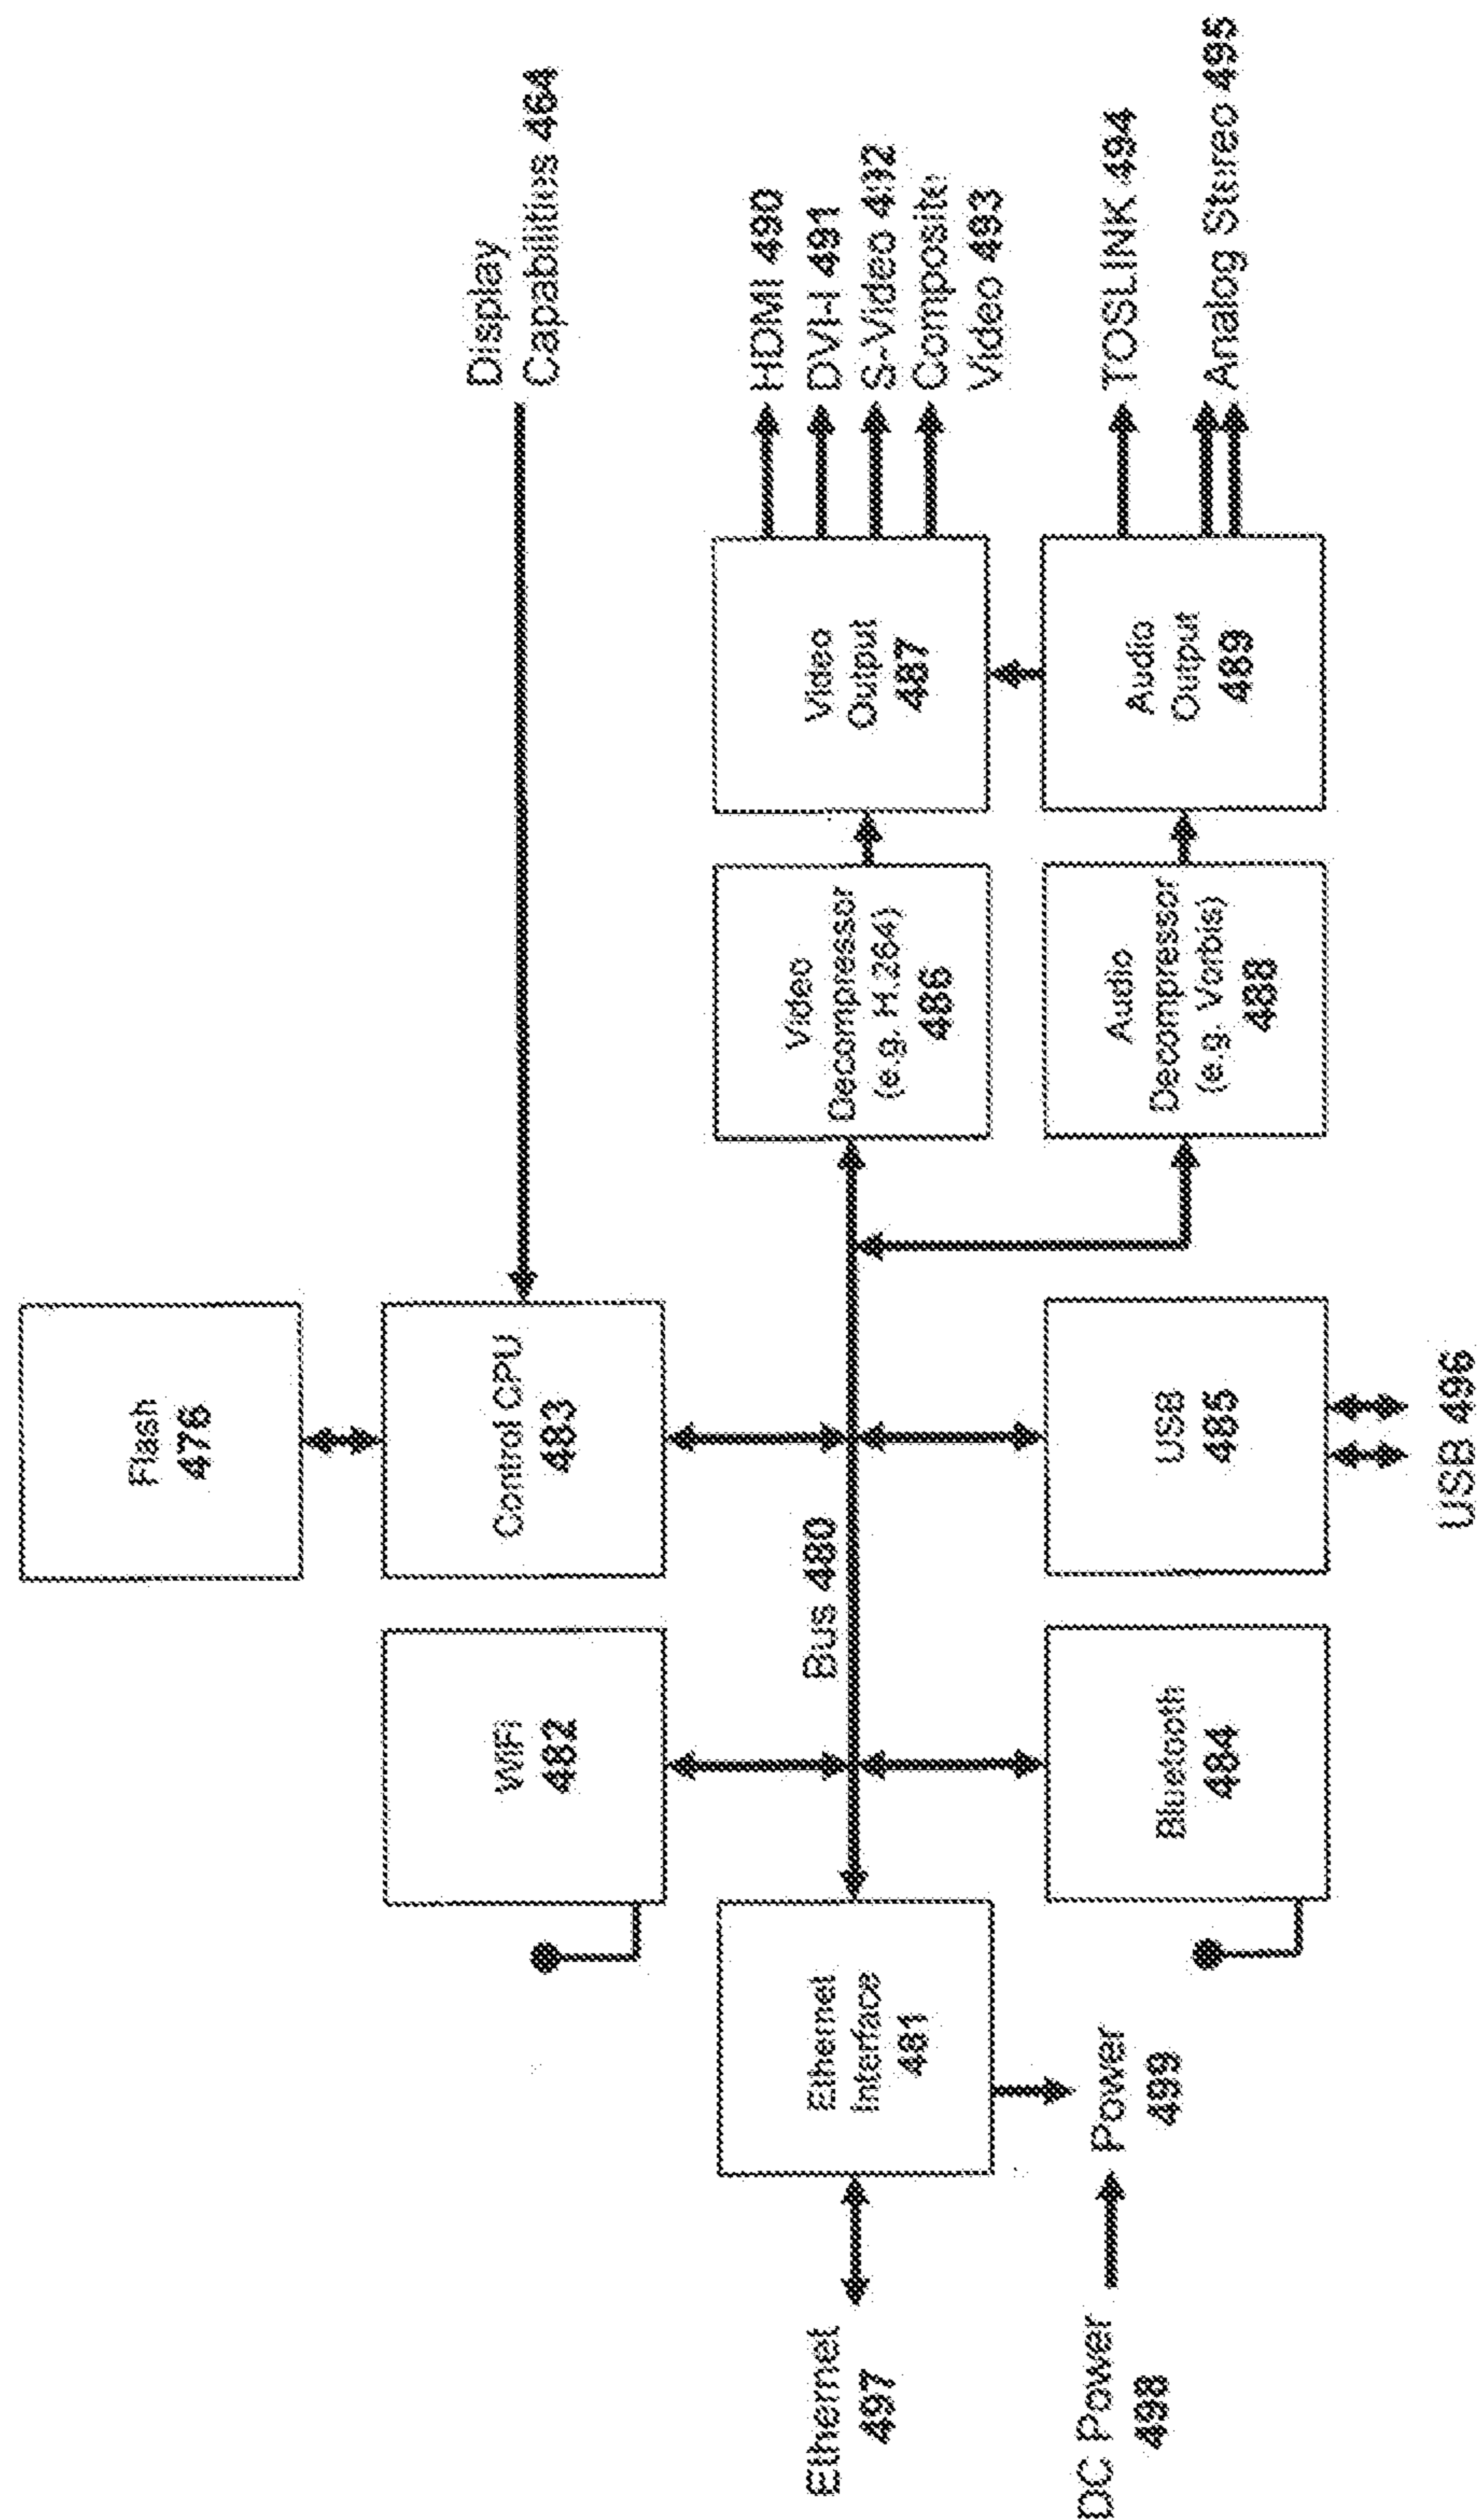 Flash
476
Display
Capabilities 464
WiFi
482
Control CPU
483
HDMI 490
DVI-I 491
S-Video 492
Composite
Video 493
Ethernet
497
Ethernet
Interface
481
Bus 480
Video
Decompressor
(e.g. H.264)
486
Video
Output
487
DC Power
498
Power
499
Bluetooth
484
USB
485
Audio
Decompressor
(e.g. Vorbis)
488
Audio
Output
489
TOSLINK 494
Analog Stereo 495
USB 496